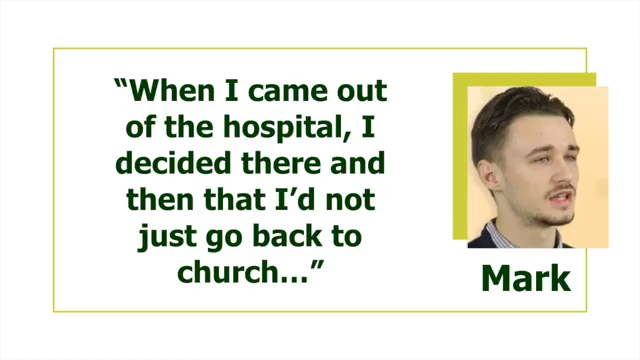 “When I came out
of the hospital, I
decided there and
then that I’d not
just go back to
church...”
Mark